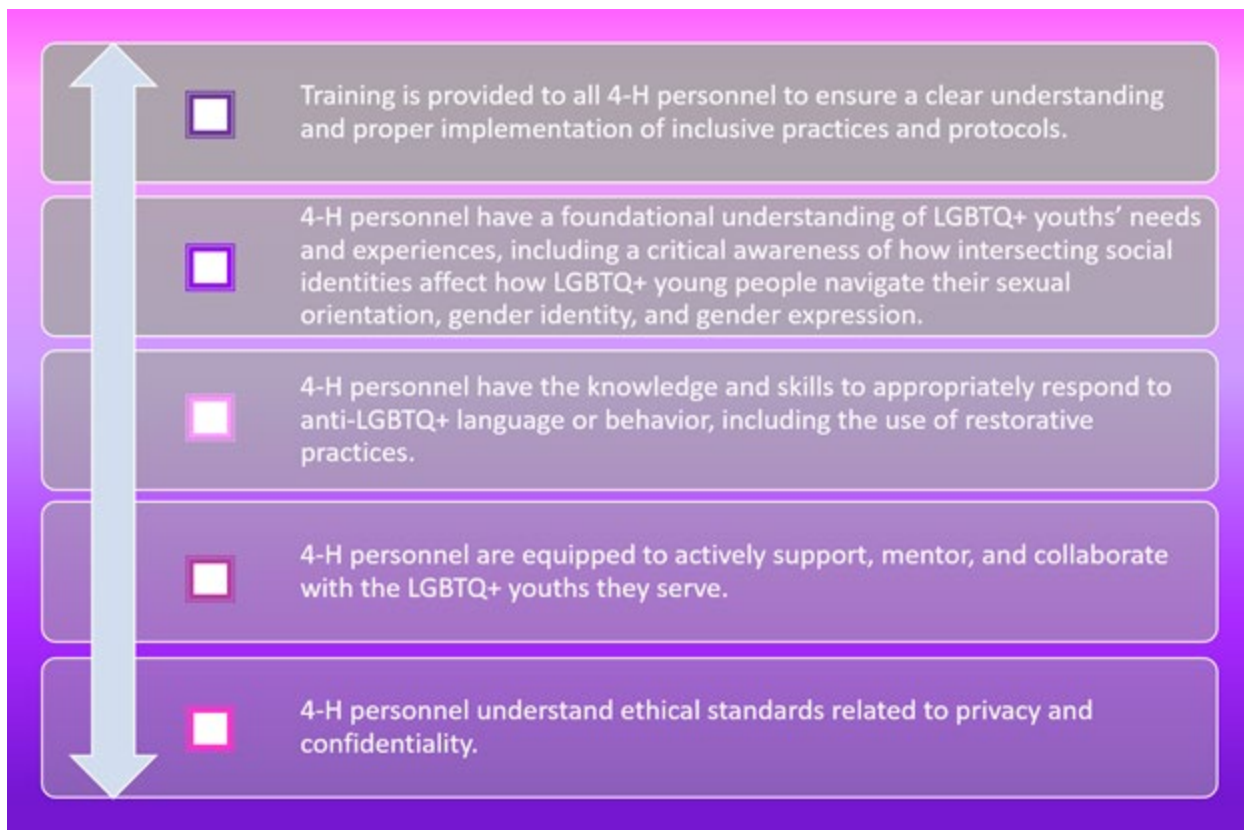 Training is provided to all 4-H personnel to ensure a clear understanding
and proper implementation of inclusive practices and protocols.
4-H personnel have a foundational understanding of LGBTQ+ youths’ needs
and experiences, including a critical awareness of how intersecting social
identities affect how LGBTQ+ young people navigate their sexual
orientation, gender identity, and gender expression.
4-H personnel have the knowledge and skills to appropriately respond to
anti-LGBTQ+ language or behavior, including the use of restorative
practices.
4-H personnel are equipped to actively support, mentor, and collaborate
with the LGBTQ+ youths they serve.
4-H personnel understand ethical standards related to privacy and
confidentiality.